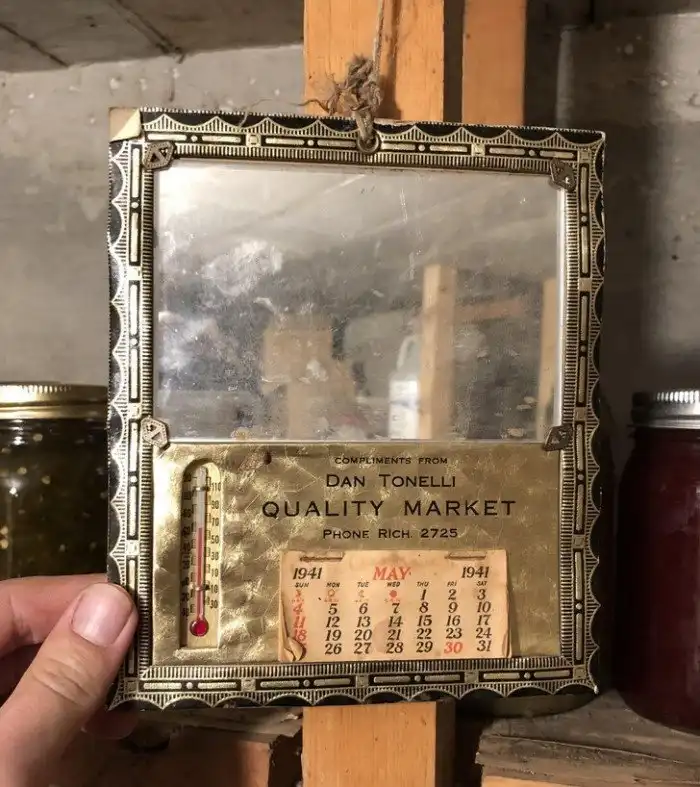 COMPLIMENTS FROM
DAN TONELLI
QUALITY MARKET
PHONE RICH. 2725
1941 MAY 1941
SUN MON TUE WED THU FRI SAT
1 2 3
4 5 6 7 8 9 10
11 12 13 14 15 16 17
18 19 20 21 22 23 24
26 27 28 29 30 31